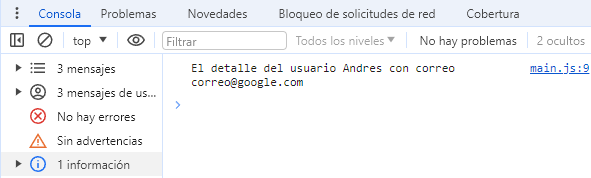 Consola Problemas Novedades Bloqueo de solicitudes de red Cobertura
top Filtrar Todos los niveles No hay problemas 2 ocultos
3 mensajes
3 mensajes de us...
No hay errores
Sin advertencias
1 información
El detalle del usuario Andres con correo main.js:9
correo@google.com
>